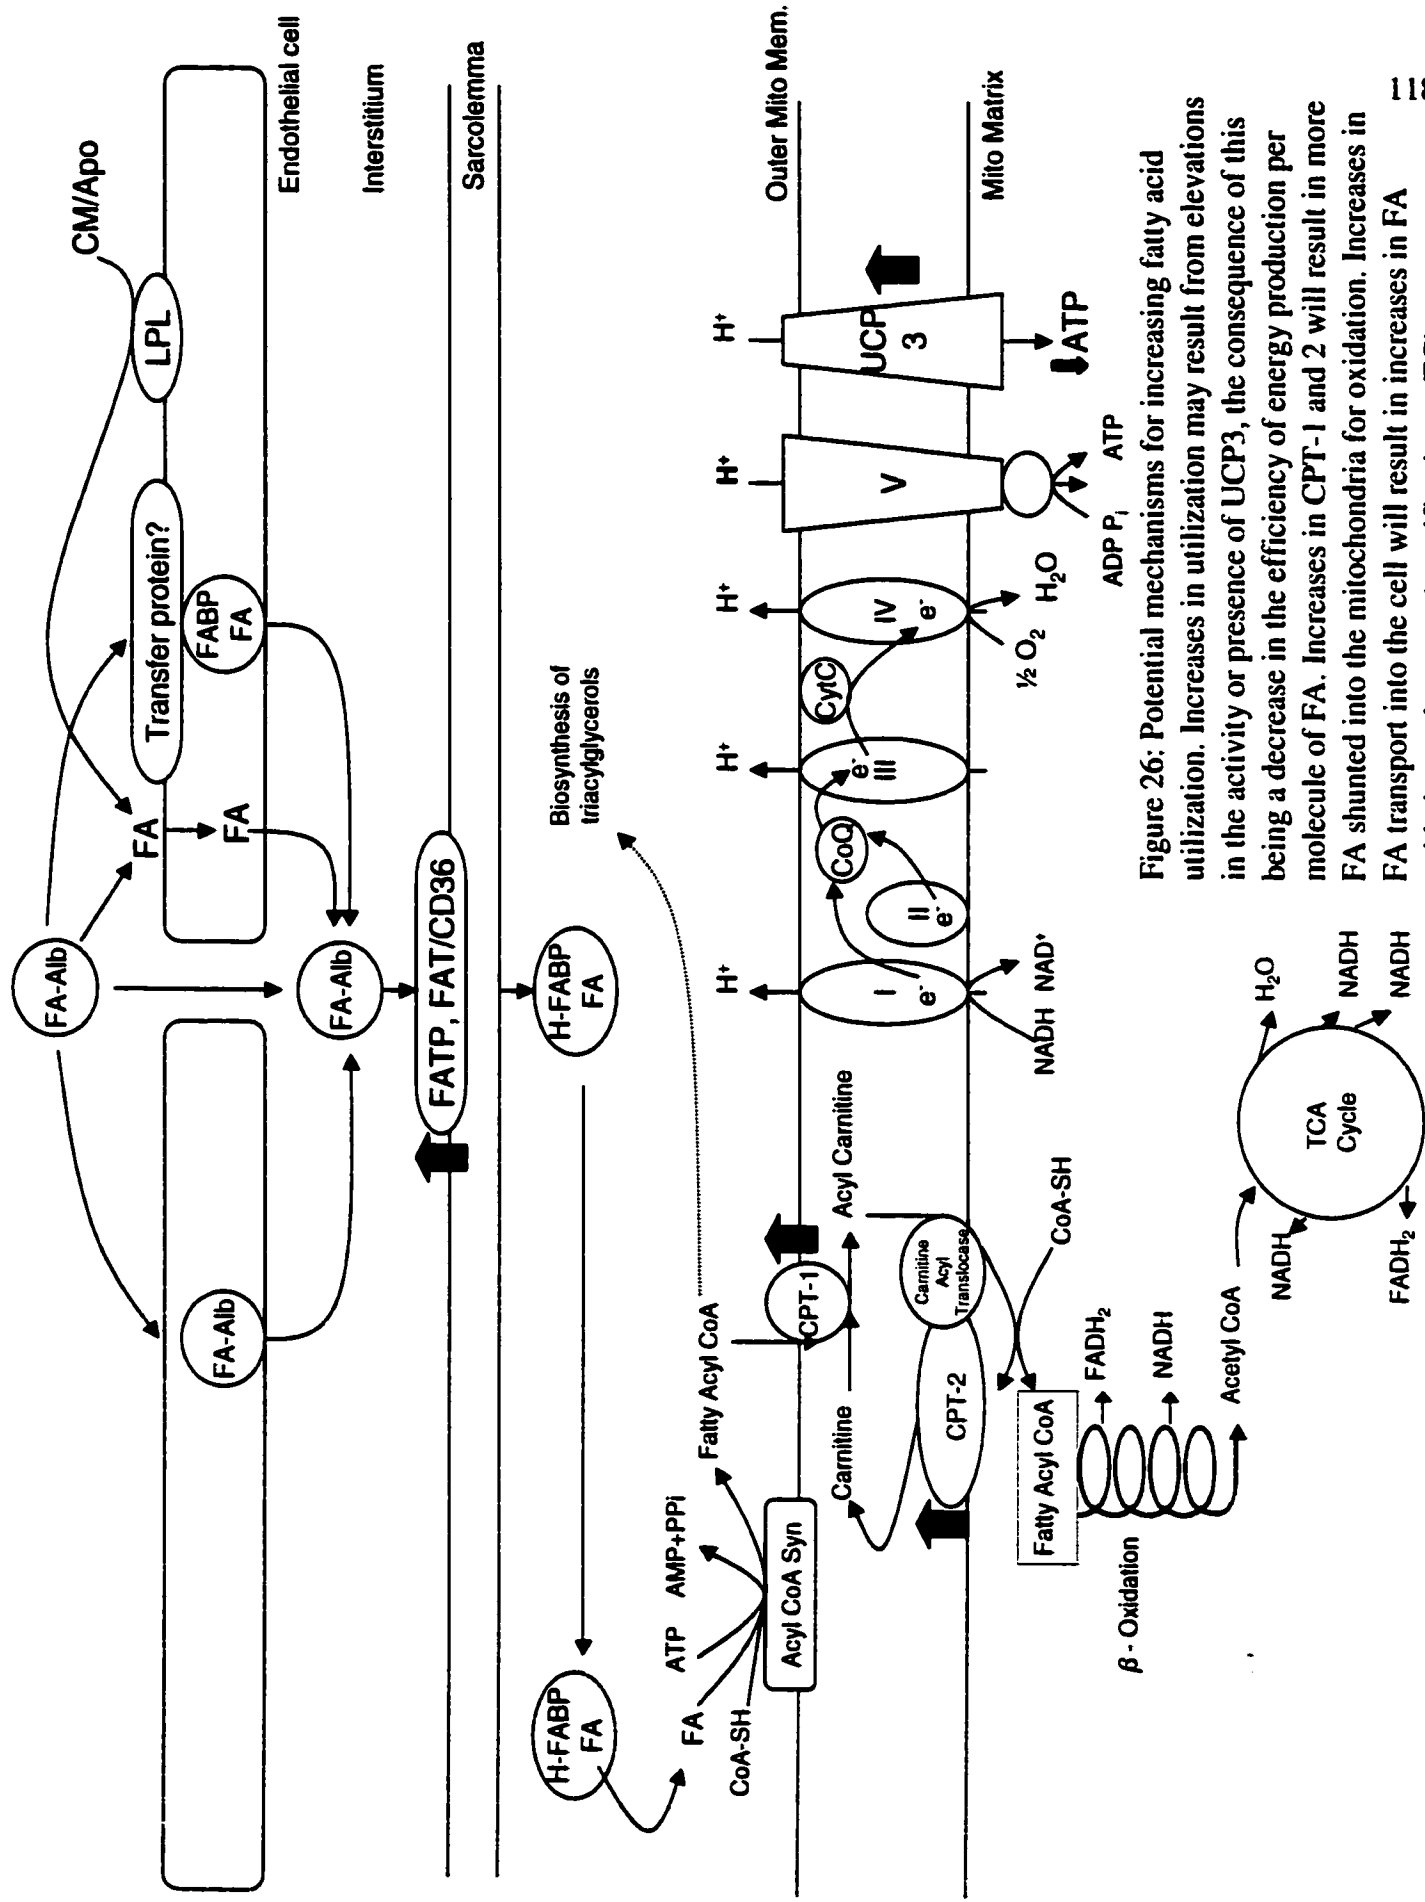 FA-Alb
CM/Apo
LPL
Transfer protein?
FA
FABP
FA
FA
FA-Alb
Endothelial cell
FA-Alb
Interstitium
FATP, FAT/CD36
Sarcolemma
H-FABP
FA
H-FABP
FA
Biosynthesis of
triacylglycerols
FA
ATP
AMP+PPi
CoA-SH
Fatty Acyl CoA
H⁺
H⁺
H⁺
H⁺
H⁺
Acyl CoA Syn
CPT-1
Outer Mito Mem.
Carnitine
Acyl Carnitine
CoQ
CytC
I
e⁻
II
e⁻
e⁻
III
IV
e⁻
V
UCP
3
CPT-2
Carnitine
Acyl
Translocase
Mito Matrix
Fatty Acyl CoA
CoA-SH
NADH
NAD⁺
½ O₂
H₂O
ADP Pᵢ
ATP
ATP
β - Oxidation
FADH₂
NADH
Acetyl CoA
TCA
Cycle
H₂O
NADH
NADH
NADH
FADH₂
Figure 26: Potential mechanisms for increasing fatty acid
utilization. Increases in utilization may result from elevations
in the activity or presence of UCP3, the consequence of this
being a decrease in the efficiency of energy production per
molecule of FA. Increases in CPT-1 and 2 will result in more
FA shunted into the mitochondria for oxidation. Increases in
FA transport into the cell will result in increases in FA
118